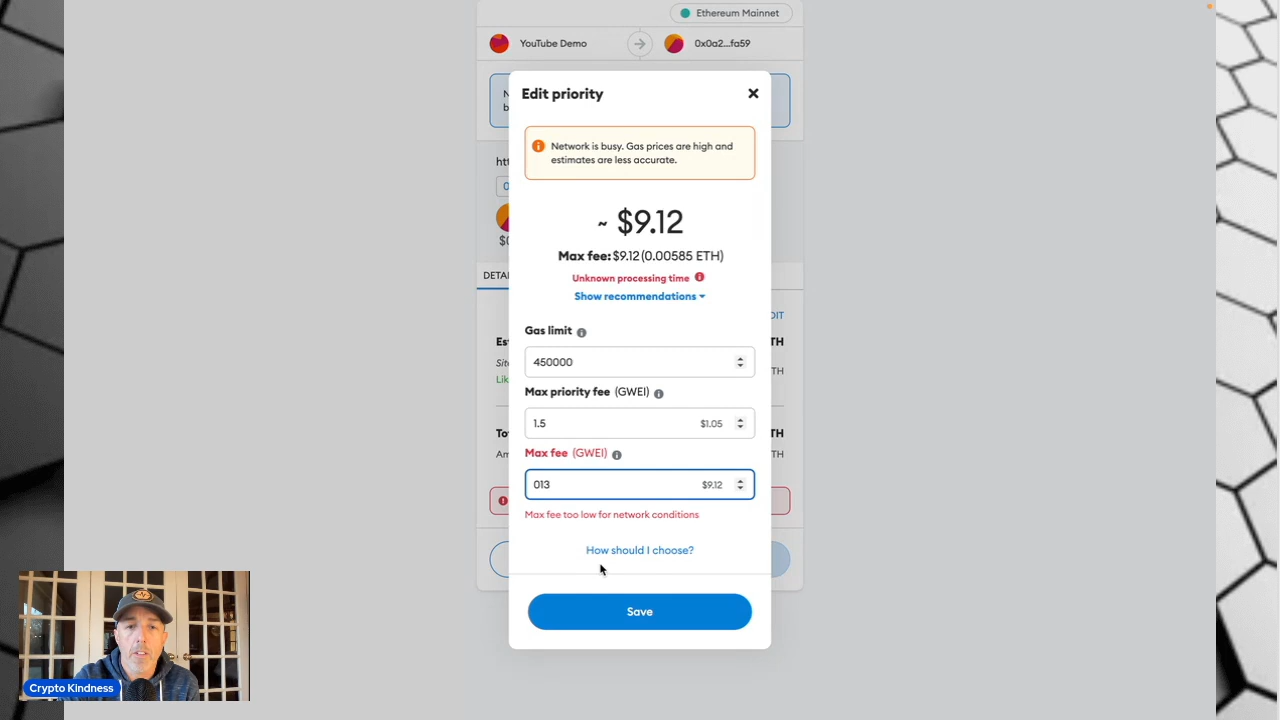 Ethereum Mainnet
YouTube Demo
0x0a2...fa59
Edit priority
Network is busy. Gas prices are high and
estimates are less accurate.
~ $9.12
Max fee: $9.12 (0.00585 ETH)
Unknown processing time
Show recommendations
DETA
Gas limit
450000
Max priority fee (GWEI)
1.5 $1.05
Max fee (GWEI)
013 $9.12
Max fee too low for network conditions
How should I choose?
Save
Crypto Kindness